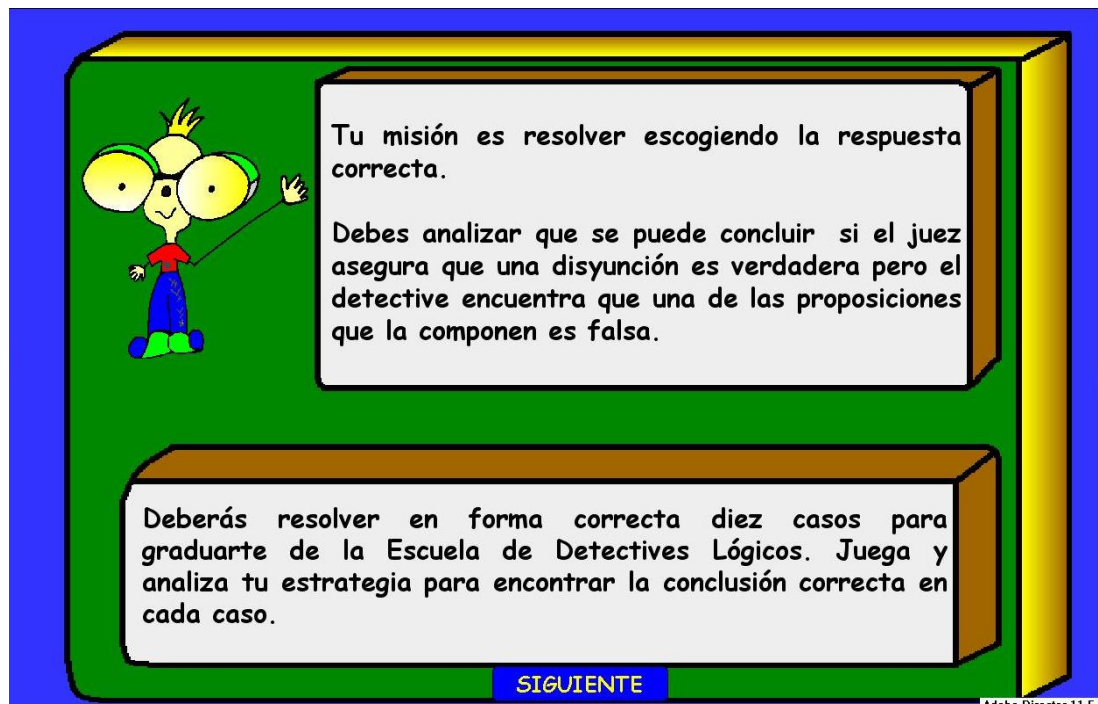 Tu misión es resolver escogiendo la respuesta
correcta.
Debes analizar que se puede concluir si el juez
asegura que una disyunción es verdadera pero el
detective encuentra que una de las proposiciones
que la componen es falsa.
Deberás resolver en forma correcta diez casos para
graduarte de la Escuela de Detectives Lógicos. Juega y
analiza tu estrategia para encontrar la conclusión correcta en
cada caso.
SIGUIENTE